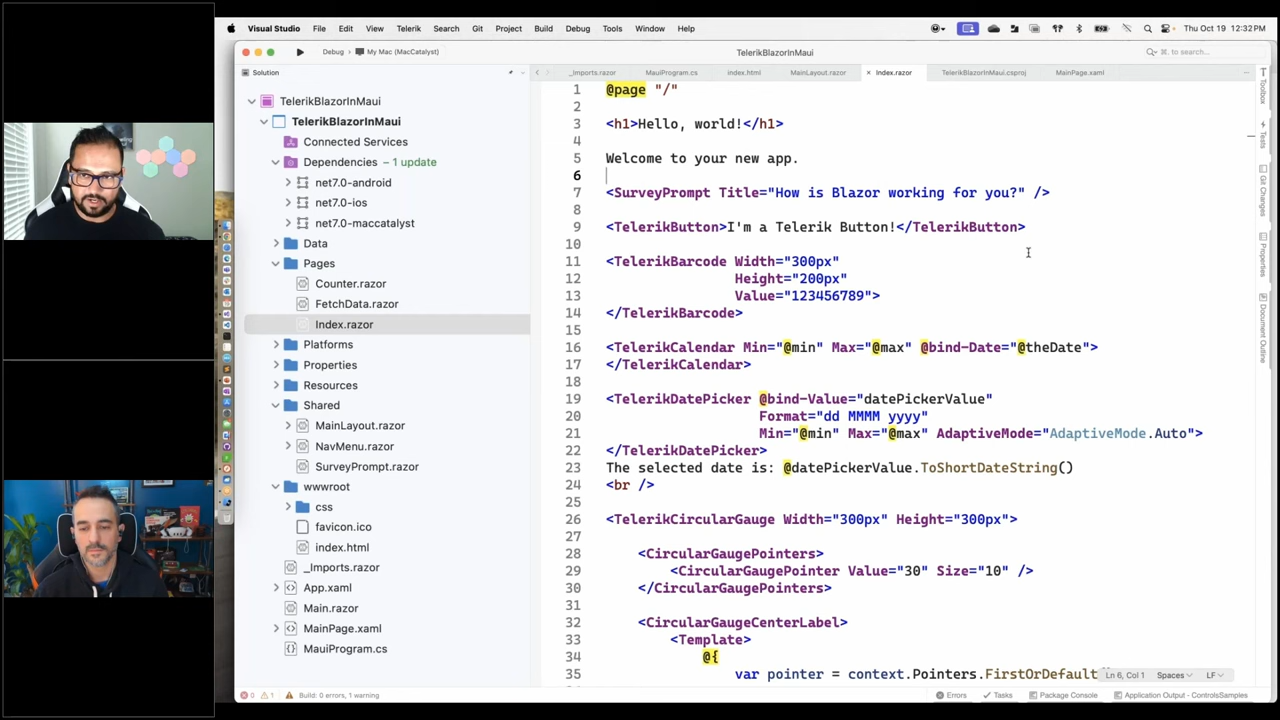 Visual Studio File Edit View Telerik Search Git Project Build Debug Tools Window Help
Thu Oct 19 12:32 PM
Debug My Mac (MacCatalyst)
TelerikBlazorInMaui
⌘. to search...
Solution
_Imports.razor MauiProgram.cs index.html MainLayout.razor × Index.razor TelerikBlazorInMaui.csproj MainPage.xaml
TelerikBlazorInMaui
TelerikBlazorInMaui
Connected Services
Dependencies – 1 update
net7.0-android
net7.0-ios
net7.0-maccatalyst
Data
Pages
Counter.razor
FetchData.razor
Index.razor
Platforms
Properties
Resources
Shared
MainLayout.razor
NavMenu.razor
SurveyPrompt.razor
wwwroot
css
favicon.ico
index.html
_Imports.razor
App.xaml
Main.razor
MainPage.xaml
MauiProgram.cs
1 @page "/"
2
3 <h1>Hello, world!</h1>
4
5 Welcome to your new app.
6
7 <SurveyPrompt Title="How is Blazor working for you?" />
8
9 <TelerikButton>I'm a Telerik Button!</TelerikButton>
10
11 <TelerikBarcode Width="300px"
12 Height="200px"
13 Value="123456789">
14 </TelerikBarcode>
15
16 <TelerikCalendar Min="@min" Max="@max" @bind-Date="@theDate">
17 </TelerikCalendar>
18
19 <TelerikDatePicker @bind-Value="datePickerValue"
20 Format="dd MMMM yyyy"
21 Min="@min" Max="@max" AdaptiveMode="AdaptiveMode.Auto">
22 </TelerikDatePicker>
23 The selected date is: @datePickerValue.ToShortDateString()
24 <br />
25
26 <TelerikCircularGauge Width="300px" Height="300px">
27
28 <CircularGaugePointers>
29 <CircularGaugePointer Value="30" Size="10" />
30 </CircularGaugePointers>
31
32 <CircularGaugeCenterLabel>
33 <Template>
34 @{
35 var pointer = context.Pointers.FirstOrDefault
Ln 6, Col 1 Spaces LF
Toolbox
Tests
Git Changes
Properties
Document Outline
0 1 Build: 0 errors, 1 warning
Errors Tasks Package Console Application Output - ControlsSamples